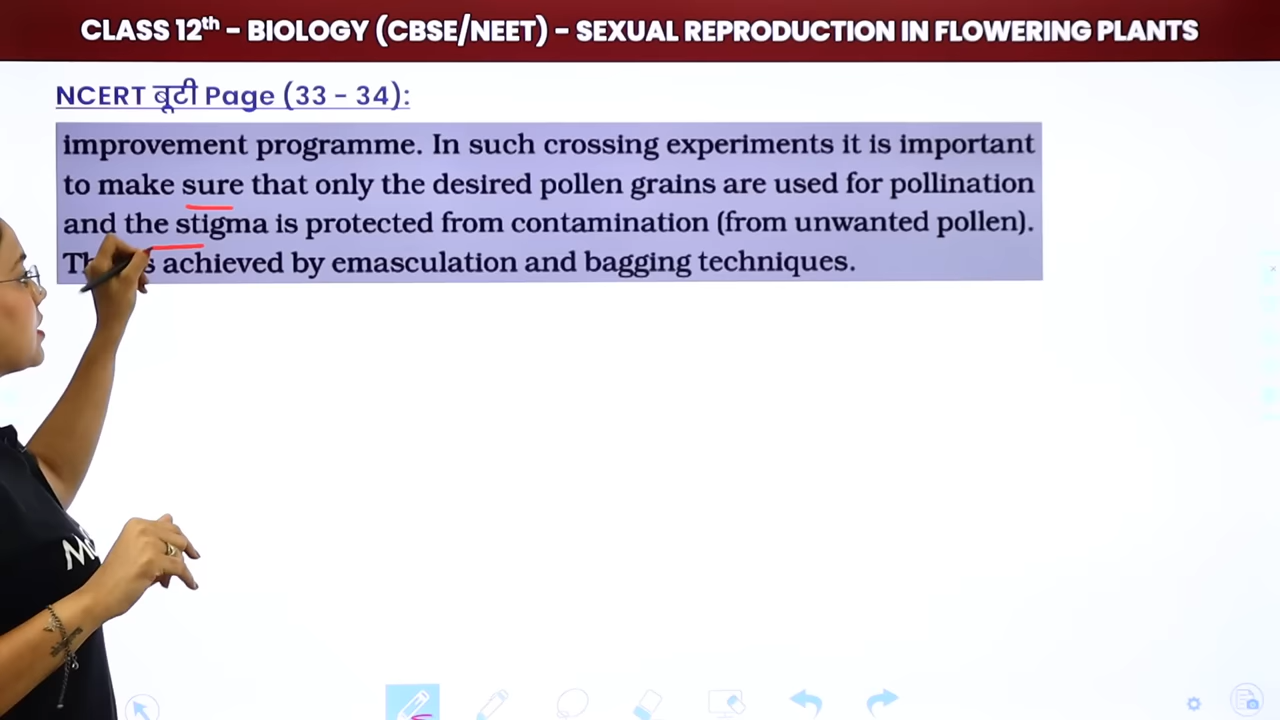 CLASS 12th - BIOLOGY (CBSE/NEET) - SEXUAL REPRODUCTION IN FLOWERING PLANTS
NCERT बूटी Page (33 - 34):
improvement programme. In such crossing experiments it is important
to make sure that only the desired pollen grains are used for pollination
and the stigma is protected from contamination (from unwanted pollen).
achieved by emasculation and bagging techniques.